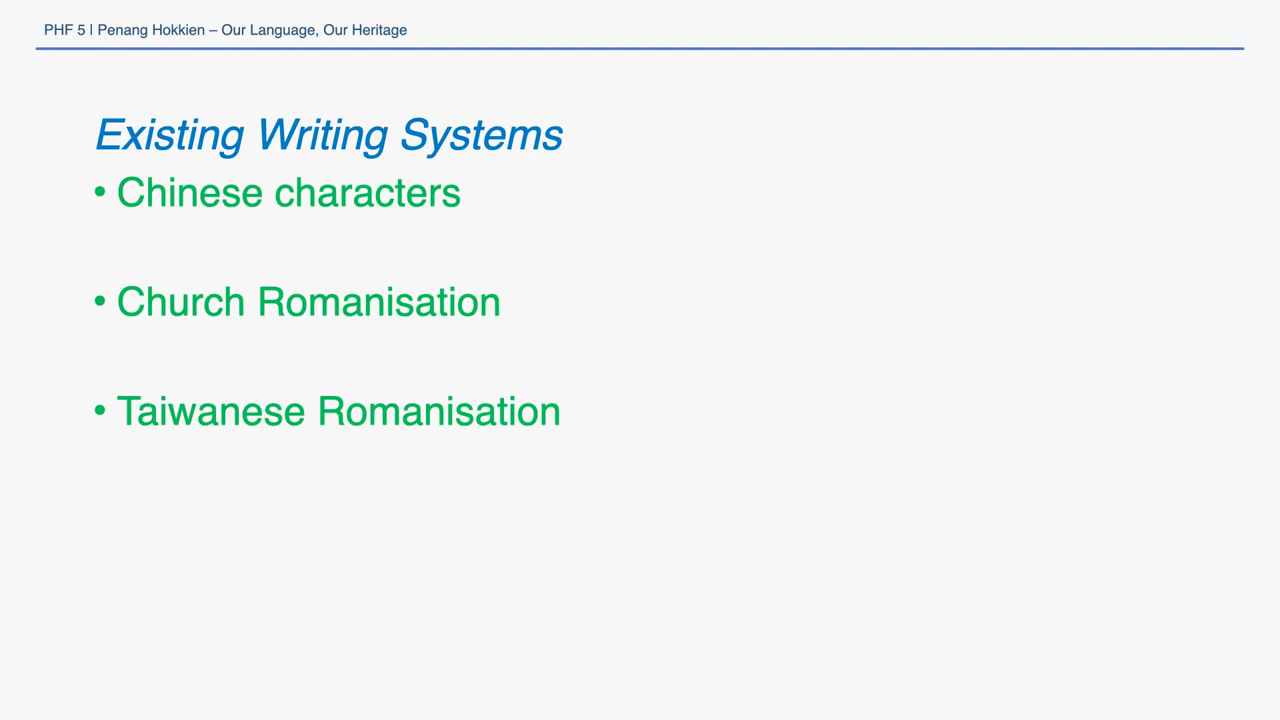 PHF 5 | Penang Hokkien – Our Language, Our Heritage
Existing Writing Systems
• Chinese characters
• Church Romanisation
• Taiwanese Romanisation